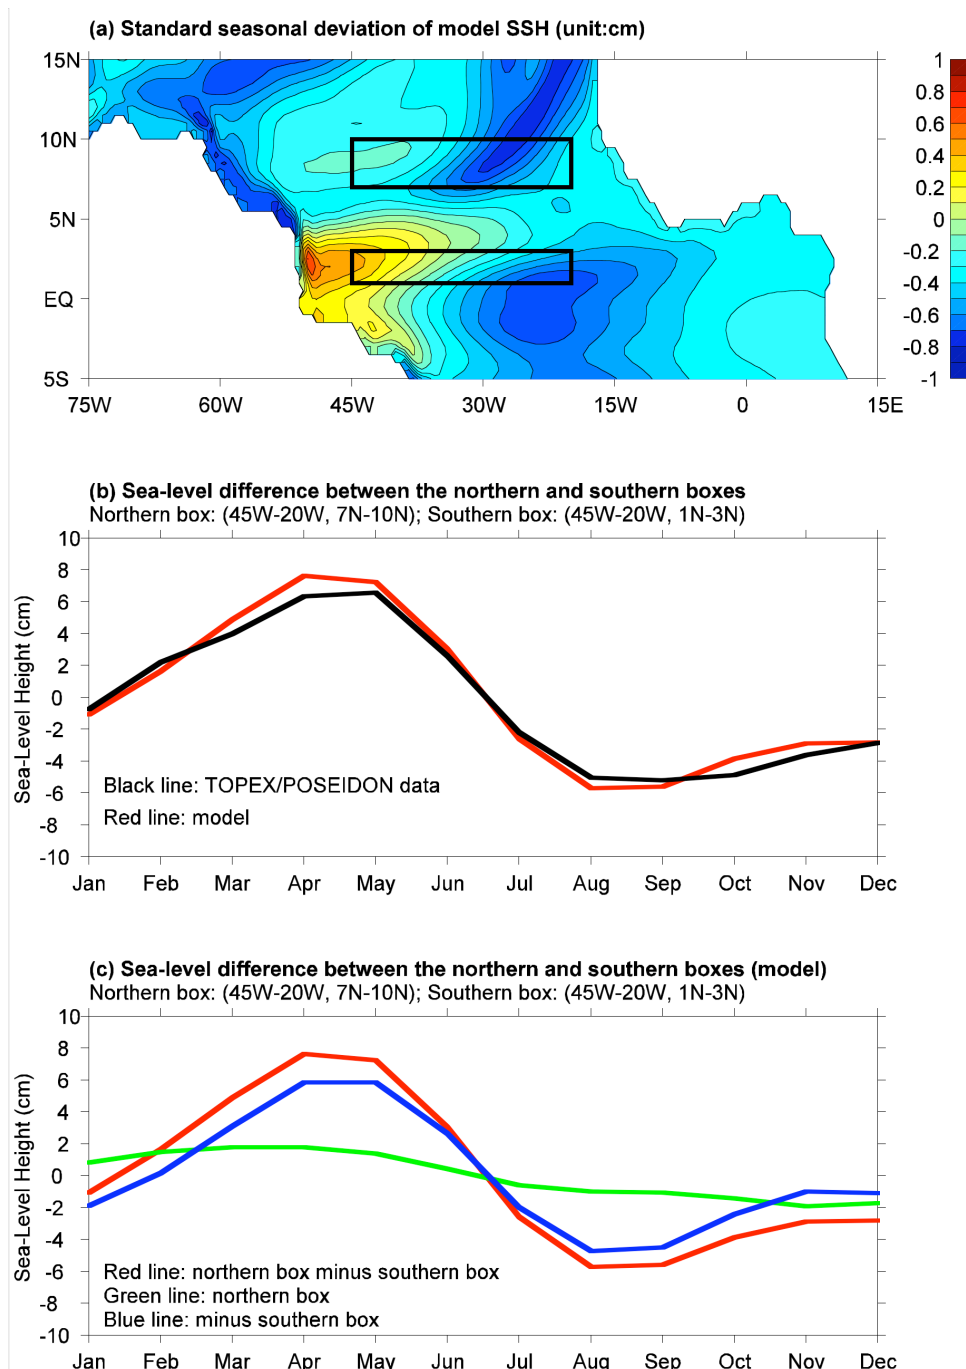 (a) Standard seasonal deviation of model SSH (unit:cm)
15N
10N
5N
EQ
5S
75W 60W 45W 30W 15W 0 15E
1
0.8
0.6
0.4
0.2
0
-0.2
-0.4
-0.6
-0.8
-1
(b) Sea-level difference between the northern and southern boxes
Northern box: (45W-20W, 7N-10N); Southern box: (45W-20W, 1N-3N)
Sea-Level Height (cm)
10
8
6
4
2
0
-2
-4
-6
-8
-10
Black line: TOPEX/POSEIDON data
Red line: model
Jan Feb Mar Apr May Jun Jul Aug Sep Oct Nov Dec
(c) Sea-level difference between the northern and southern boxes (model)
Northern box: (45W-20W, 7N-10N); Southern box: (45W-20W, 1N-3N)
Sea-Level Height (cm)
10
8
6
4
2
0
-2
-4
-6
-8
-10
Red line: northern box minus southern box
Green line: northern box
Blue line: minus southern box
Jan Feb Mar Apr May Jun Jul Aug Sep Oct Nov Dec